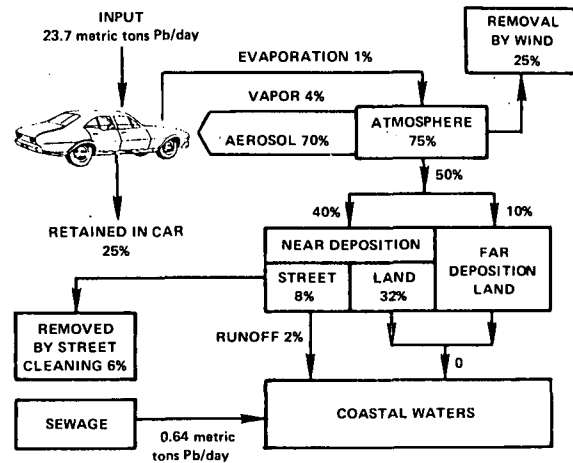 INPUT
23.7 metric tons Pb/day
REMOVAL
BY WIND
25%
EVAPORATION 1%
VAPOR 4%
AEROSOL 70%
ATMOSPHERE
75%
50%
RETAINED IN CAR
25%
40%
10%
NEAR DEPOSITION
STREET
8%
LAND
32%
FAR
DEPOSITION
LAND
REMOVED
BY STREET
CLEANING 6%
RUNOFF 2%
0
SEWAGE
0.64 metric
tons Pb/day
COASTAL WATERS